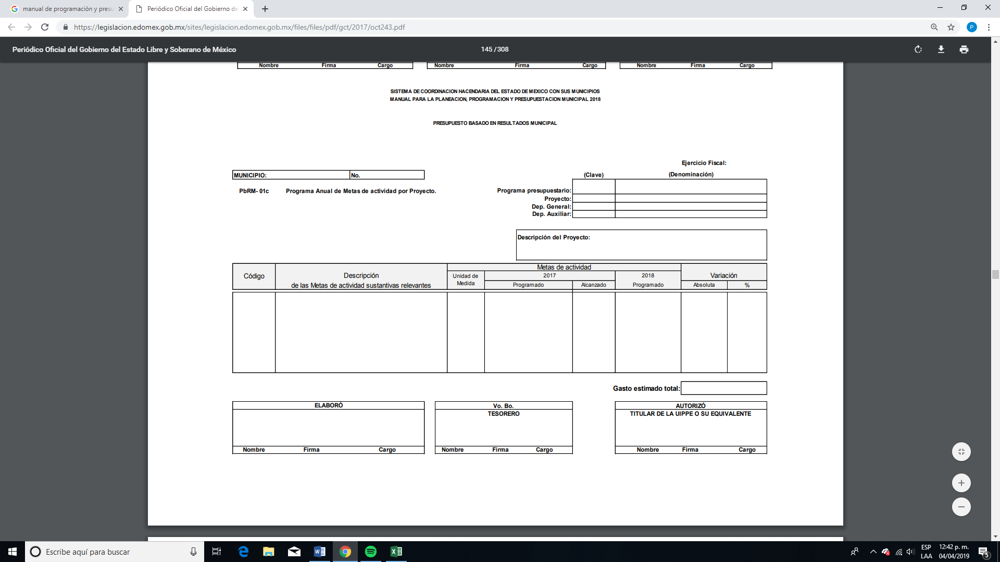 manual de programación y presu
Periódico Oficial del Gobierno de
https://legislacion.edomex.gob.mx/sites/legislacion.edomex.gob.mx/files/files/pdf/gct/2017/oct243.pdf
P
Periódico Oficial del Gobierno del Estado Libre y Soberano de México
145 / 308
Nombre Firma Cargo Nombre Firma Cargo Nombre Firma Cargo
SISTEMA DE COORDINACION HACENDARIA DEL ESTADO DE MEXICO CON SUS MUNICIPIOS
MANUAL PARA LA PLANEACION, PROGRAMACION Y PRESUPUESTACION MUNICIPAL 2018
PRESUPUESTO BASADO EN RESULTADOS MUNICIPAL
Ejercicio Fiscal:
MUNICIPIO: No.
(Clave) (Denominación)
PbRM- 01c Programa Anual de Metas de actividad por Proyecto.
Programa presupuestario:
Proyecto:
Dep. General:
Dep. Auxiliar:
Descripción del Proyecto:
Código
Descripción
de las Metas de actividad sustantivas relevantes
Metas de actividad
Unidad de
Medida
2017
Programado Alcanzado
2018
Programado
Variación
Absoluta %
Gasto estimado total:
ELABORÓ
Nombre Firma Cargo
Vo. Bo.
TESORERO
Nombre Firma Cargo
AUTORIZÓ
TITULAR DE LA UIPPE O SU EQUIVALENTE
Nombre Firma Cargo
Escribe aquí para buscar
ESP
LAA
12:42 p. m.
04/04/2019
5